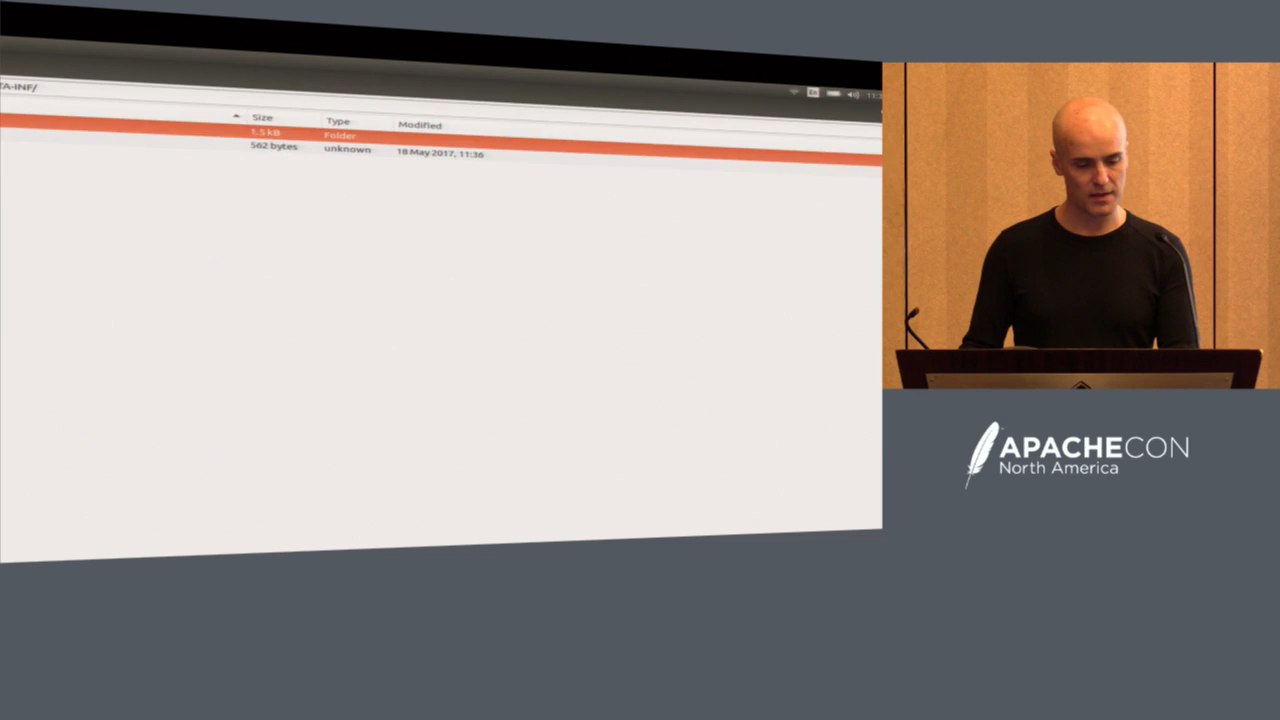 TA-INF/
En
Size Type Modified
1.5 kB Folder
562 bytes unknown 18 May 2017, 11:36
APACHECON
North America